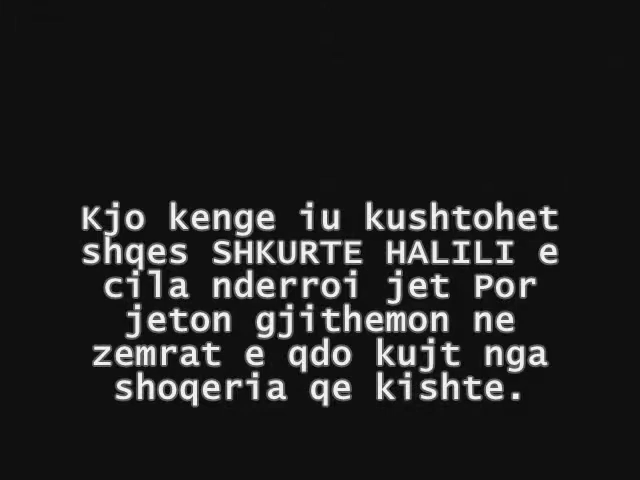 Kjo kenge iu kushtohet
shqes SHKURTE HALILI e
cila nderroi jet Por
jeton gjithemon ne
zemrat e qdo kujt nga
shoqeria qe kishte.